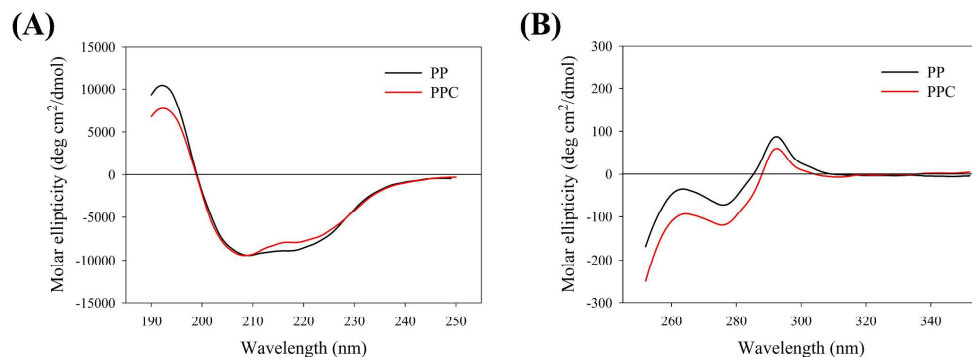 (A)
Molar ellipticity (deg cm²/dmol)
15000
10000
5000
0
-5000
-10000
-15000
PP
PPC
190 200 210 220 230 240 250
Wavelength (nm)
(B)
Molar ellipticity (deg cm²/dmol)
300
200
100
0
-100
-200
-300
PP
PPC
260 280 300 320 340
Wavelength (nm)